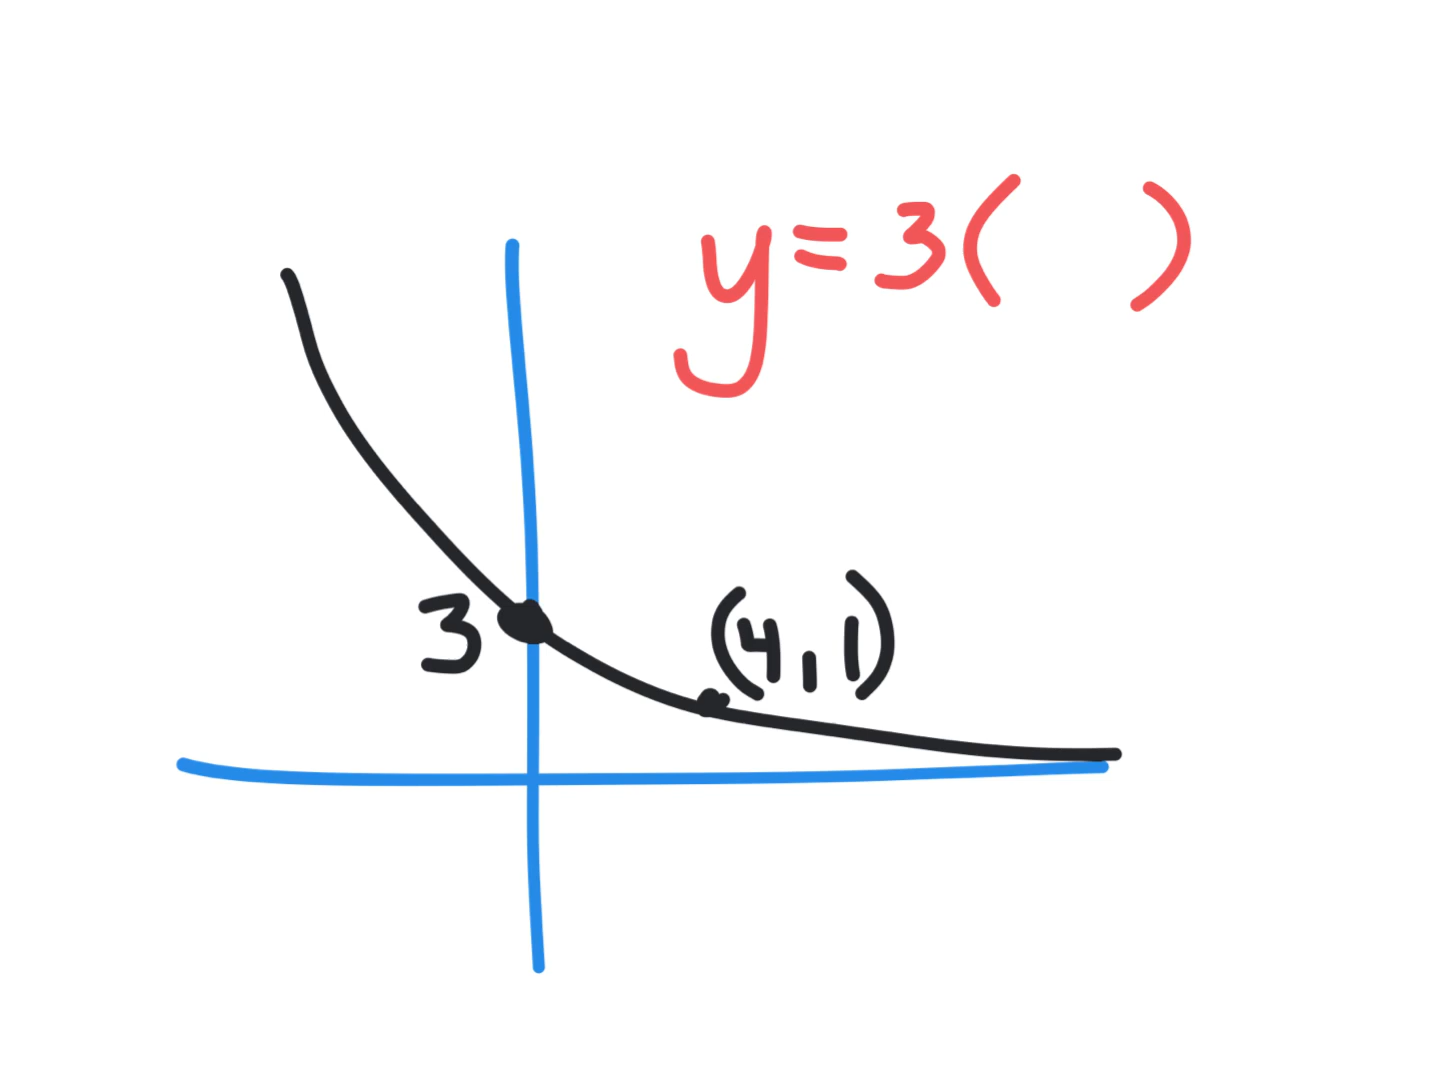 y = 3(   )
3
(4,1)